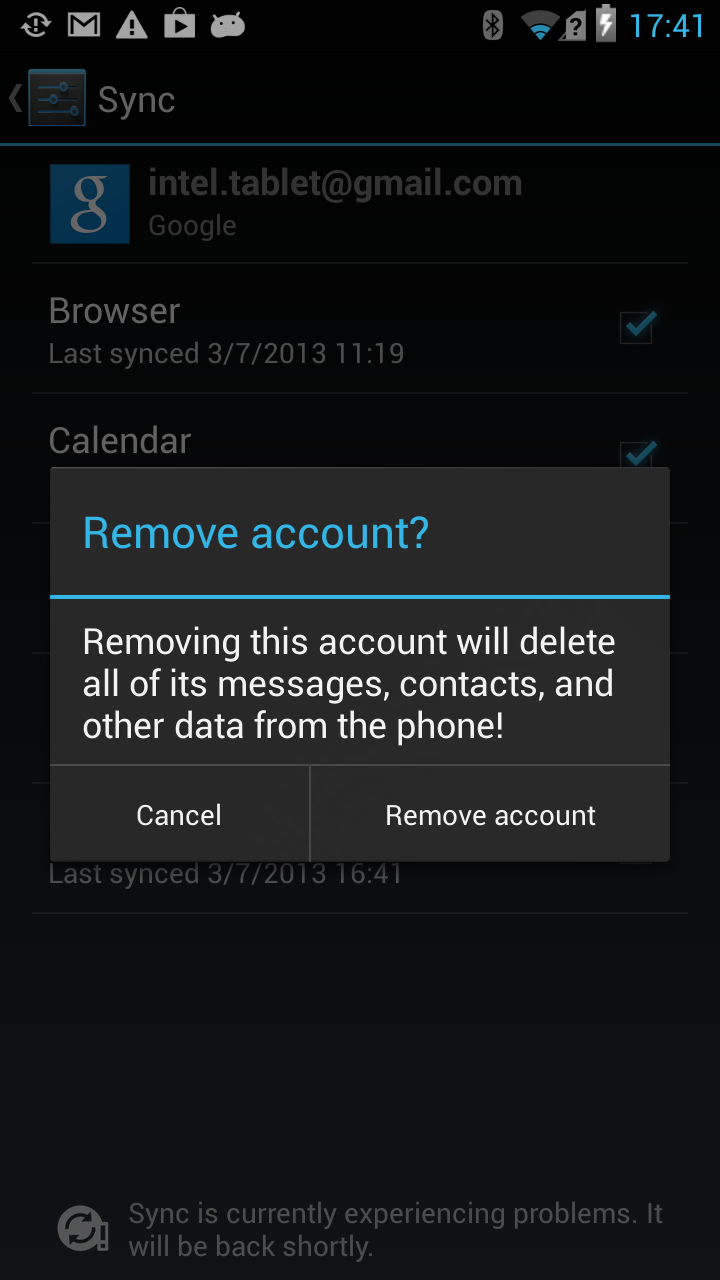 17:41
Sync
intel.tablet@gmail.com
Google
Browser
Last synced 3/7/2013 11:19
Calendar
Remove account?
Removing this account will delete
all of its messages, contacts, and
other data from the phone!
Cancel
Remove account
Last synced 3/7/2013 16:41
Sync is currently experiencing problems. It
will be back shortly.